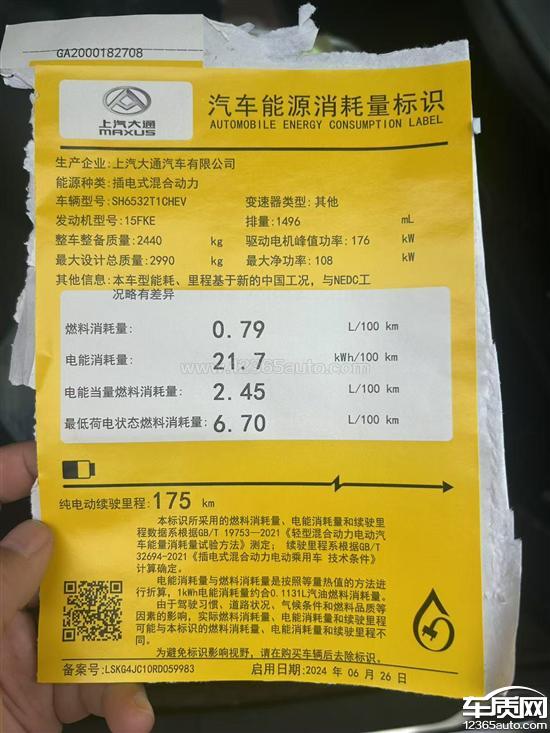 GA2000182708
上汽大通
MAXUS
汽车能源消耗量标识
AUTOMOBILE ENERGY CONSUMPTION LABEL
生产企业:上汽大通汽车有限公司
能源种类:插电式混合动力
车辆型号:SH6532T1CHEV 变速器类型:其他
发动机型号:15FKE 排量:1496 mL
整车整备质量:2440 kg 驱动电机峰值功率:176 kW
最大设计总质量:2990 kg 最大净功率:108 kW
其他信息:本车型能耗、里程基于新的中国工况，与NEDC工
况略有差异
燃料消耗量: 0.79 L/100 km
电能消耗量: 21.7 kWh/100 km
www.12365auto.com
电能当量燃料消耗量: 2.45 L/100 km
最低荷电状态燃料消耗量: 6.70 L/100 km
纯电动续驶里程:175 km
本标识所采用的燃料消耗量、电能消耗量和续驶里
程数据系根据GB/T 19753—2021《轻型混合动力电动汽
车能量消耗量试验方法》测定； 续驶里程系根据GB/T
32694-2021《插电式混合动力电动乘用车 技术条件》
计算确定。
电能消耗量与燃料消耗量是按照等量热值的方法进
行折算，1kWh电能消耗量约合0.1131L汽油燃料消耗量。
由于驾驶习惯、道路状况、气候条件和燃料品质等
因素的影响，实际燃料消耗量、电能消耗量和续驶里程
可能与本标识的燃料消耗量、电能消耗量和续驶里程不
同。
为避免标识影响视野，请在购买车辆后去除标识。
备案号:LSKG4JC10RD059983 启用日期:2024 年 06 月 26 日
车质网
12365auto.com